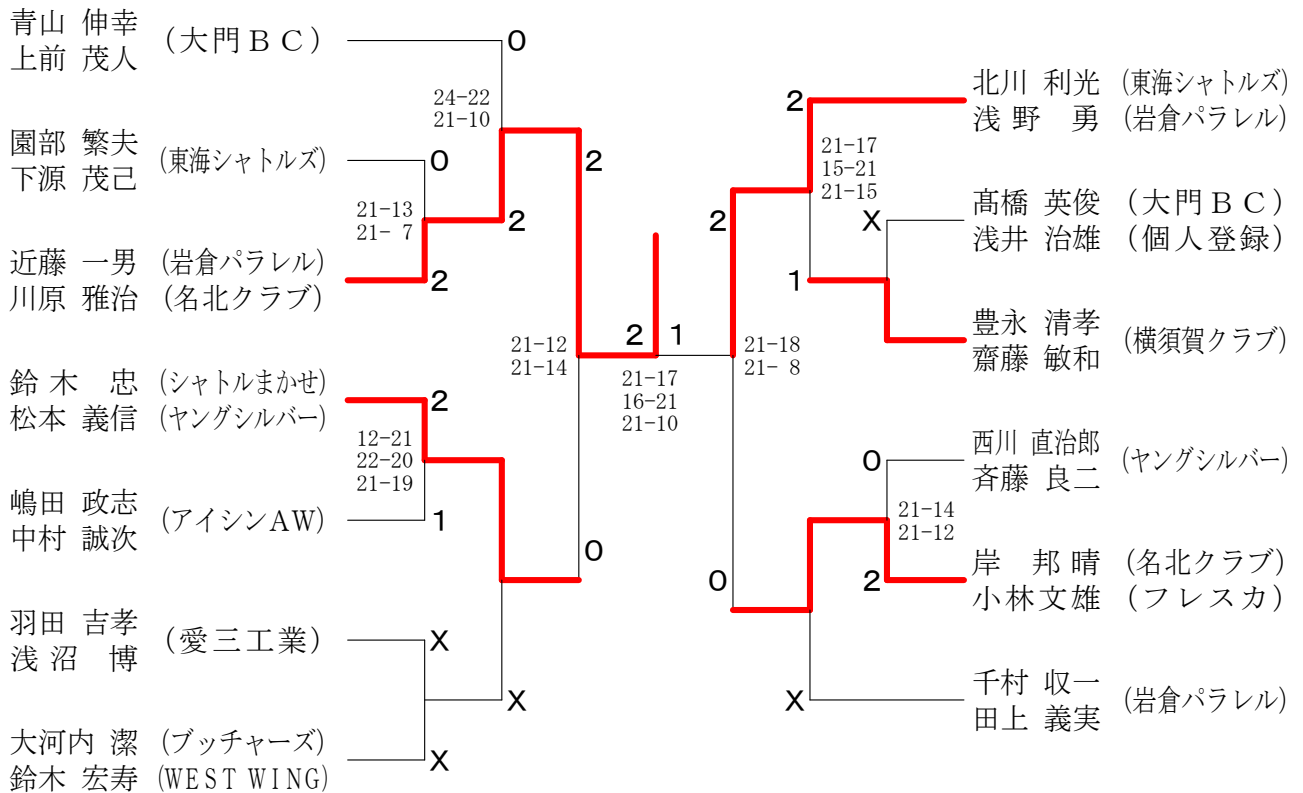 青山 伸幸
上前 茂人
(大門ＢＣ)
0
24-22
21-10
園部 繁夫
下源 茂己
(東海シャトルズ)
0
21-13
21- 7
2
2
近藤 一男 (岩倉パラレル)
川原 雅治 (名北クラブ)
2
21-12
21-14
2
1
21-17
16-21
21-10
鈴木 忠 (シャトルまかせ)
松本 義信 (ヤングシルバー)
2
12-21
22-20
21-19
嶋田 政志
中村 誠次
(アイシンAW)
1
0
羽田 吉孝
浅沼 博
(愛三工業)
X
X
大河内 潔 (ブッチャーズ)
鈴木 宏寿 (WEST WING)
X
北川 利光 (東海シャトルズ)
浅野 勇 (岩倉パラレル)
2
21-17
15-21
21-15
2
髙橋 英俊 (大門ＢＣ)
浅井 治雄 (個人登録)
X
1
豊永 清孝
齋藤 敏和
(横須賀クラブ)
21-18
21- 8
西川 直治郎
斉藤 良二
(ヤングシルバー)
0
21-14
21-12
岸 邦晴 (名北クラブ)
小林文雄 (フレスカ)
2
0
千村 収一
田上 義実
(岩倉パラレル)
X